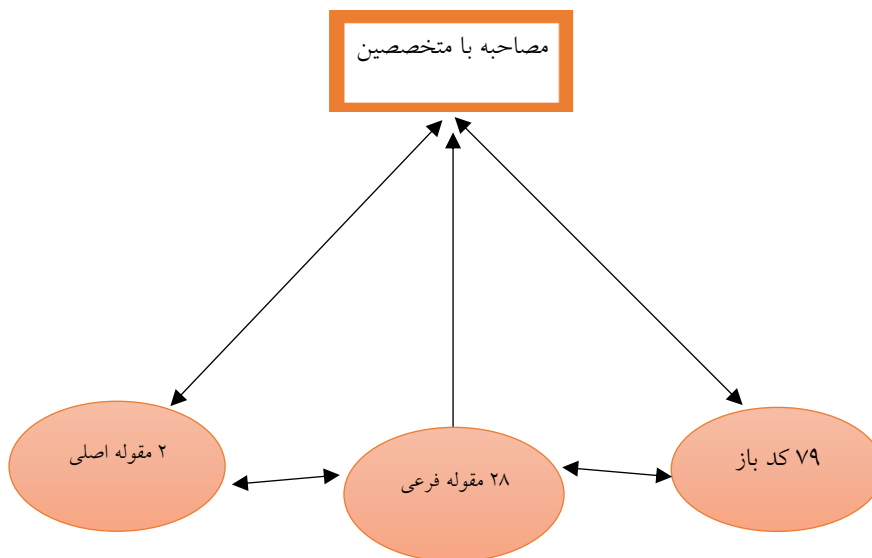 مصاحبه با متخصصین
۷۹ کد باز
۲۸ مقوله فرعی
۲ مقوله اصلی